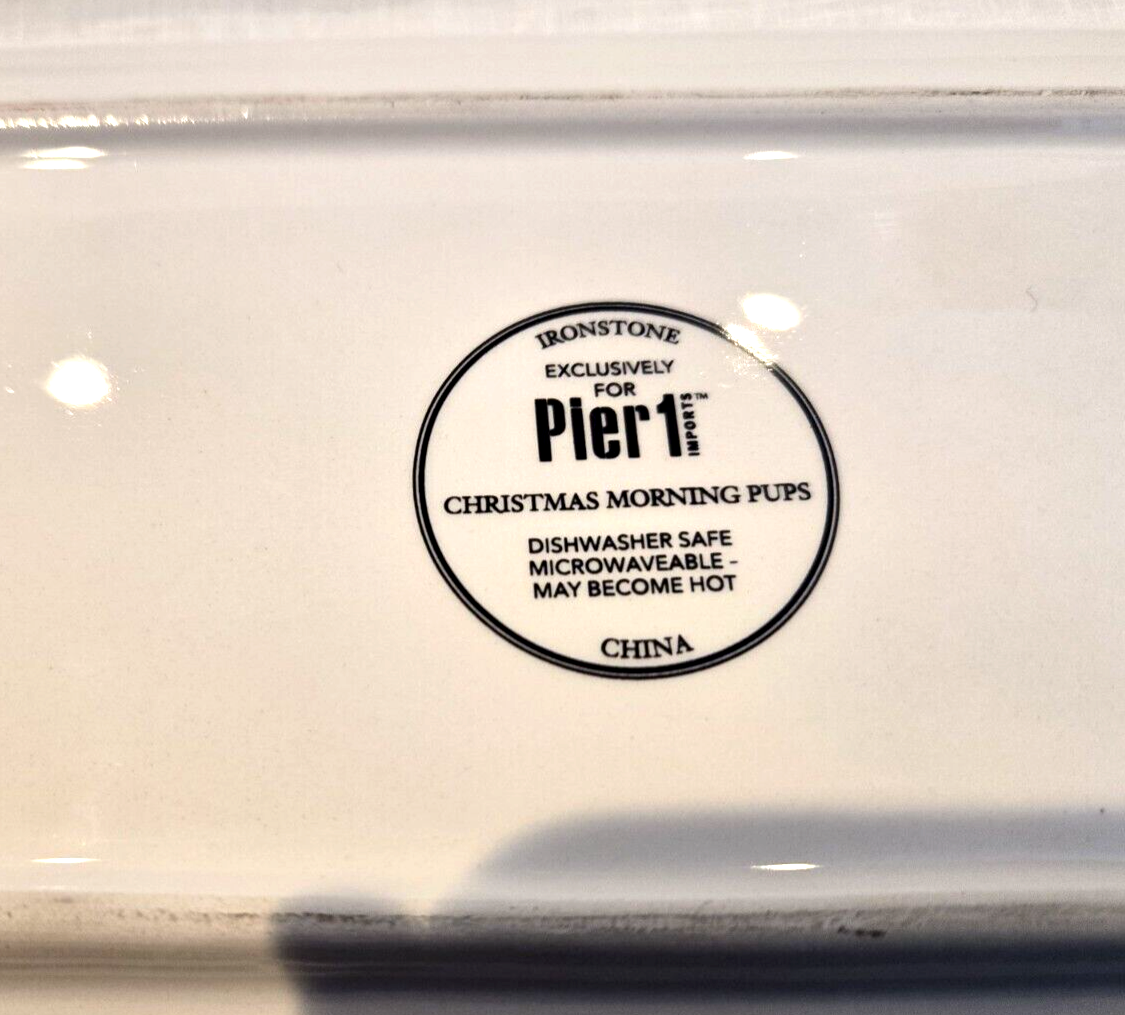 IRONSTONE
EXCLUSIVELY
FOR
Pier 1 IMPORTS™
CHRISTMAS MORNING PUPS
DISHWASHER SAFE
MICROWAVEABLE -
MAY BECOME HOT
CHINA